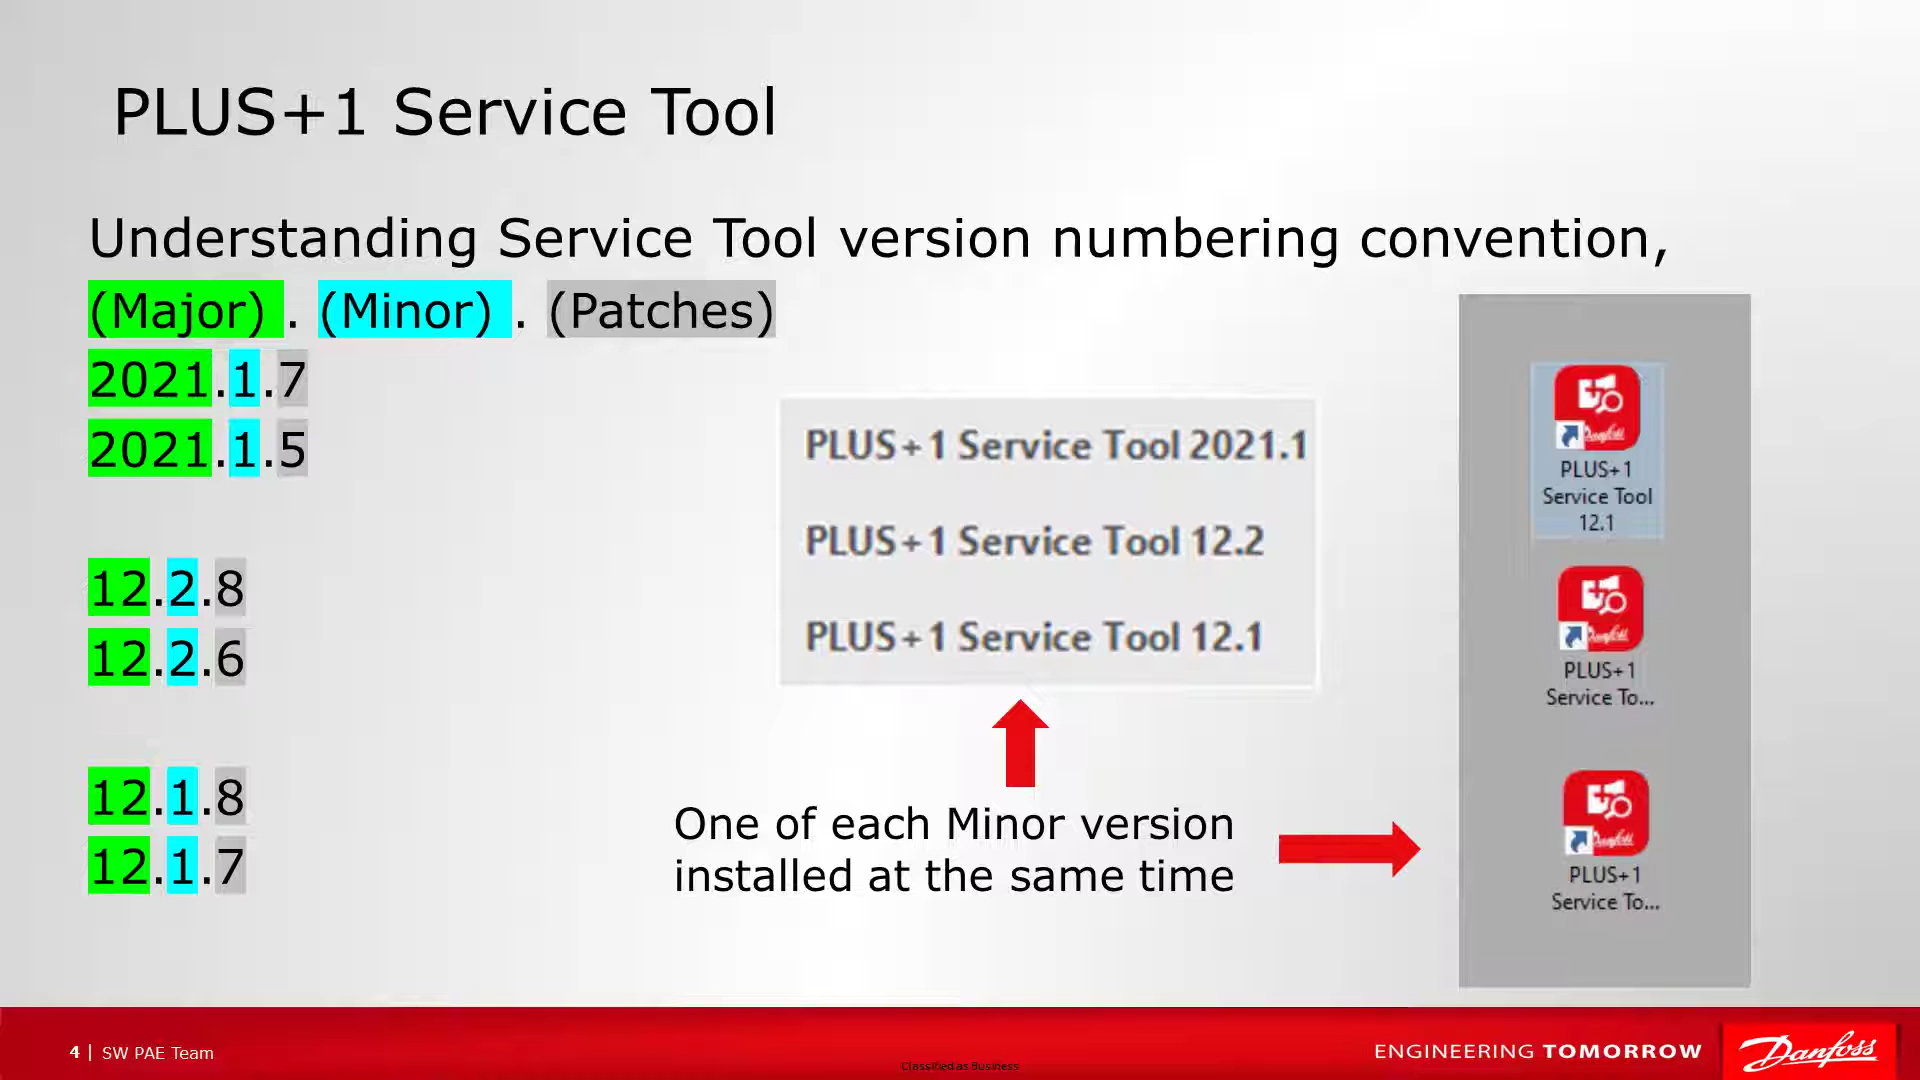 PLUS+1 Service Tool
Understanding Service Tool version numbering convention,
(Major) . (Minor) . (Patches)
2021.1.7
2021.1.5
12.2.8
12.2.6
12.1.8
12.1.7
PLUS+1 Service Tool 2021.1
PLUS+1 Service Tool 12.2
PLUS+1 Service Tool 12.1
One of each Minor version
installed at the same time
Danfoss
PLUS+1
Service Tool
12.1
Danfoss
PLUS+1
Service To...
Danfoss
PLUS+1
Service To...
4 | SW PAE Team
Classified as Business
ENGINEERING TOMORROW
Danfoss